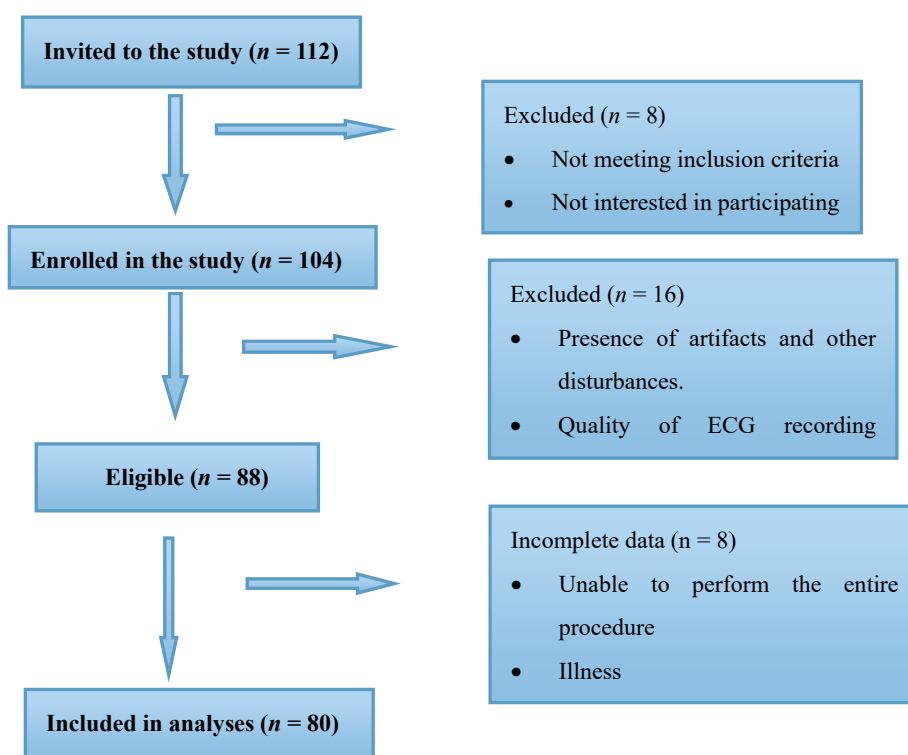 Invited to the study (n = 112)
Excluded (n = 8)
• Not meeting inclusion criteria
• Not interested in participating
Enrolled in the study (n = 104)
Excluded (n = 16)
• Presence of artifacts and other
disturbances.
• Quality of ECG recording
Eligible (n = 88)
Incomplete data (n = 8)
• Unable to perform the entire
procedure
• Illness
Included in analyses (n = 80)